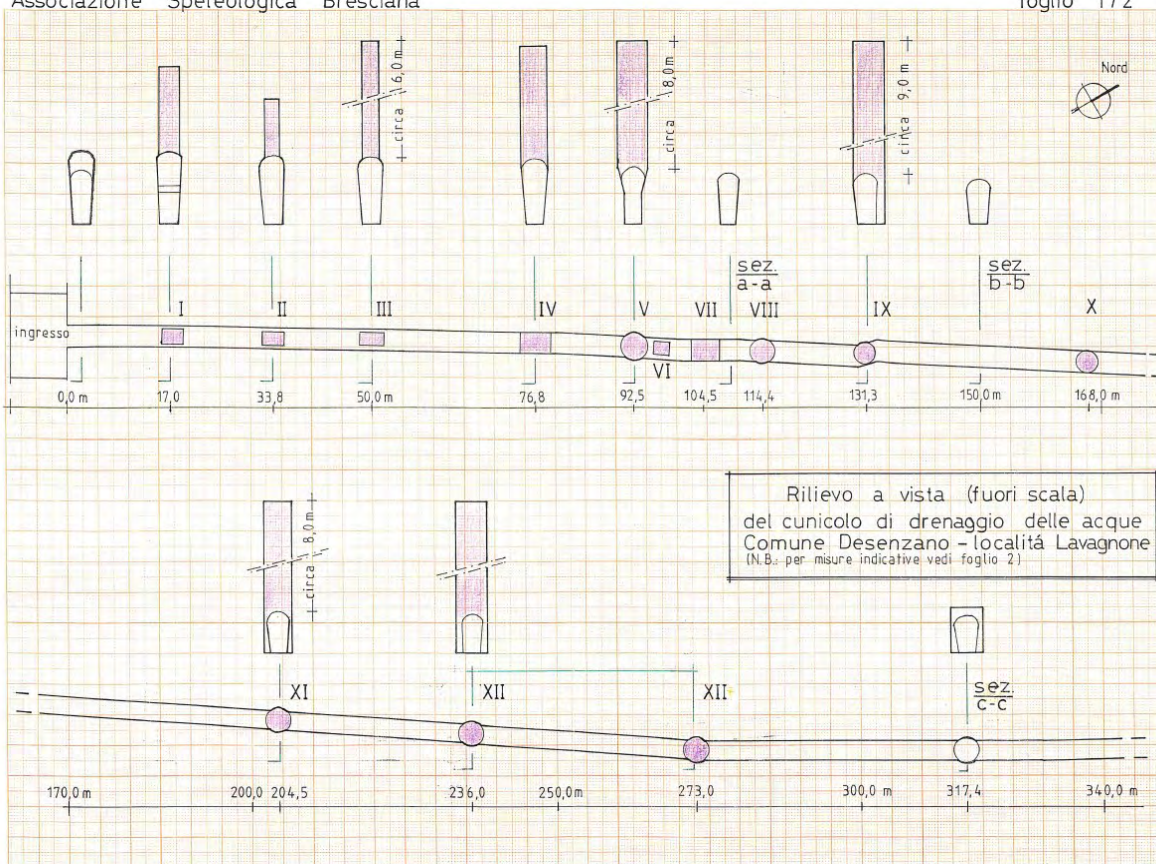 Associazione Speleologica Bresciana
foglio 1/2
circa 6,0 m
circa 8,0m
circa 9,0 m
Nord
sez. a-a
sez. b-b
I II III IV V VII VIII IX X
ingresso
VI
0,0 m 17,0 33,8 50,0 m 76,8 92,5 104,5 114,4 131,3 150,0 m 168,0 m
Rilievo a vista (fuori scala)
del cunicolo di drenaggio delle acque
Comune Desenzano - localitá Lavagnone
(N.B.: per misure indicative vedi foglio 2)
circa 8,0m
XI XII XII
sez. c-c
170,0 m 200,0 204,5 236,0 250,0 m 273,0 300,0 m 317,4 340,0 m